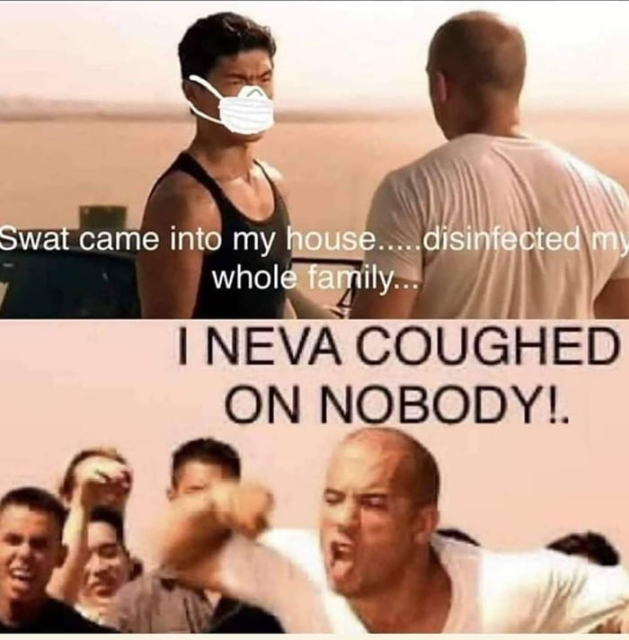 Swat came into my house.....disinfected my
whole family...
I NEVA COUGHED
ON NOBODY!.